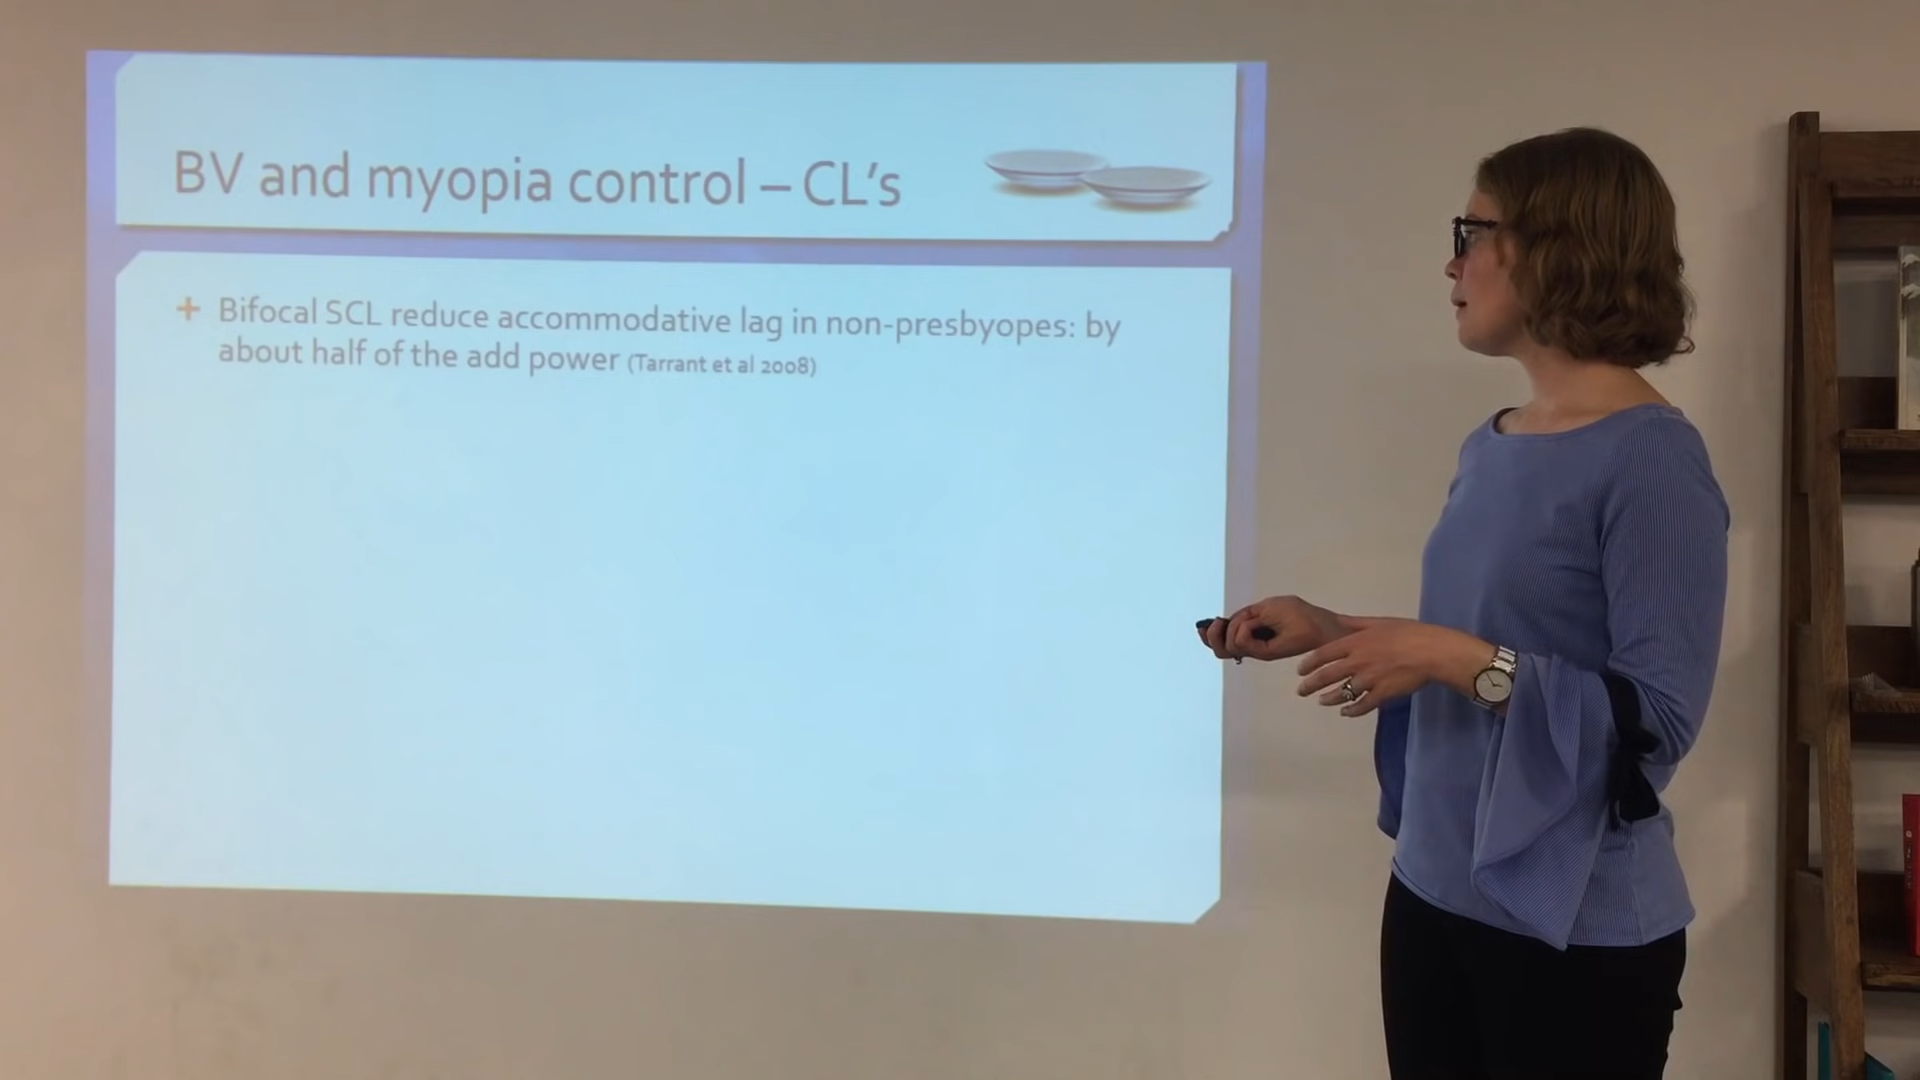 BV and myopia control – CL's
+ Bifocal SCL reduce accommodative lag in non-presbyopes: by
about half of the add power (Tarrant et al 2008)